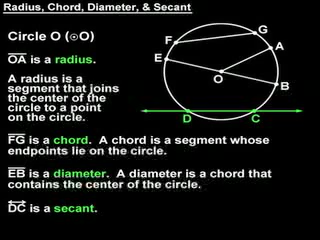 Radius, Chord, Diameter, & Secant
Circle O (⊙O)
OA is a radius.
A radius is a
segment that joins
the center of the
circle to a point
on the circle.
G
F
A
E
O
B
D
C
FG is a chord. A chord is a segment whose
endpoints lie on the circle.
EB is a diameter. A diameter is a chord that
contains the center of the circle.
DC is a secant.